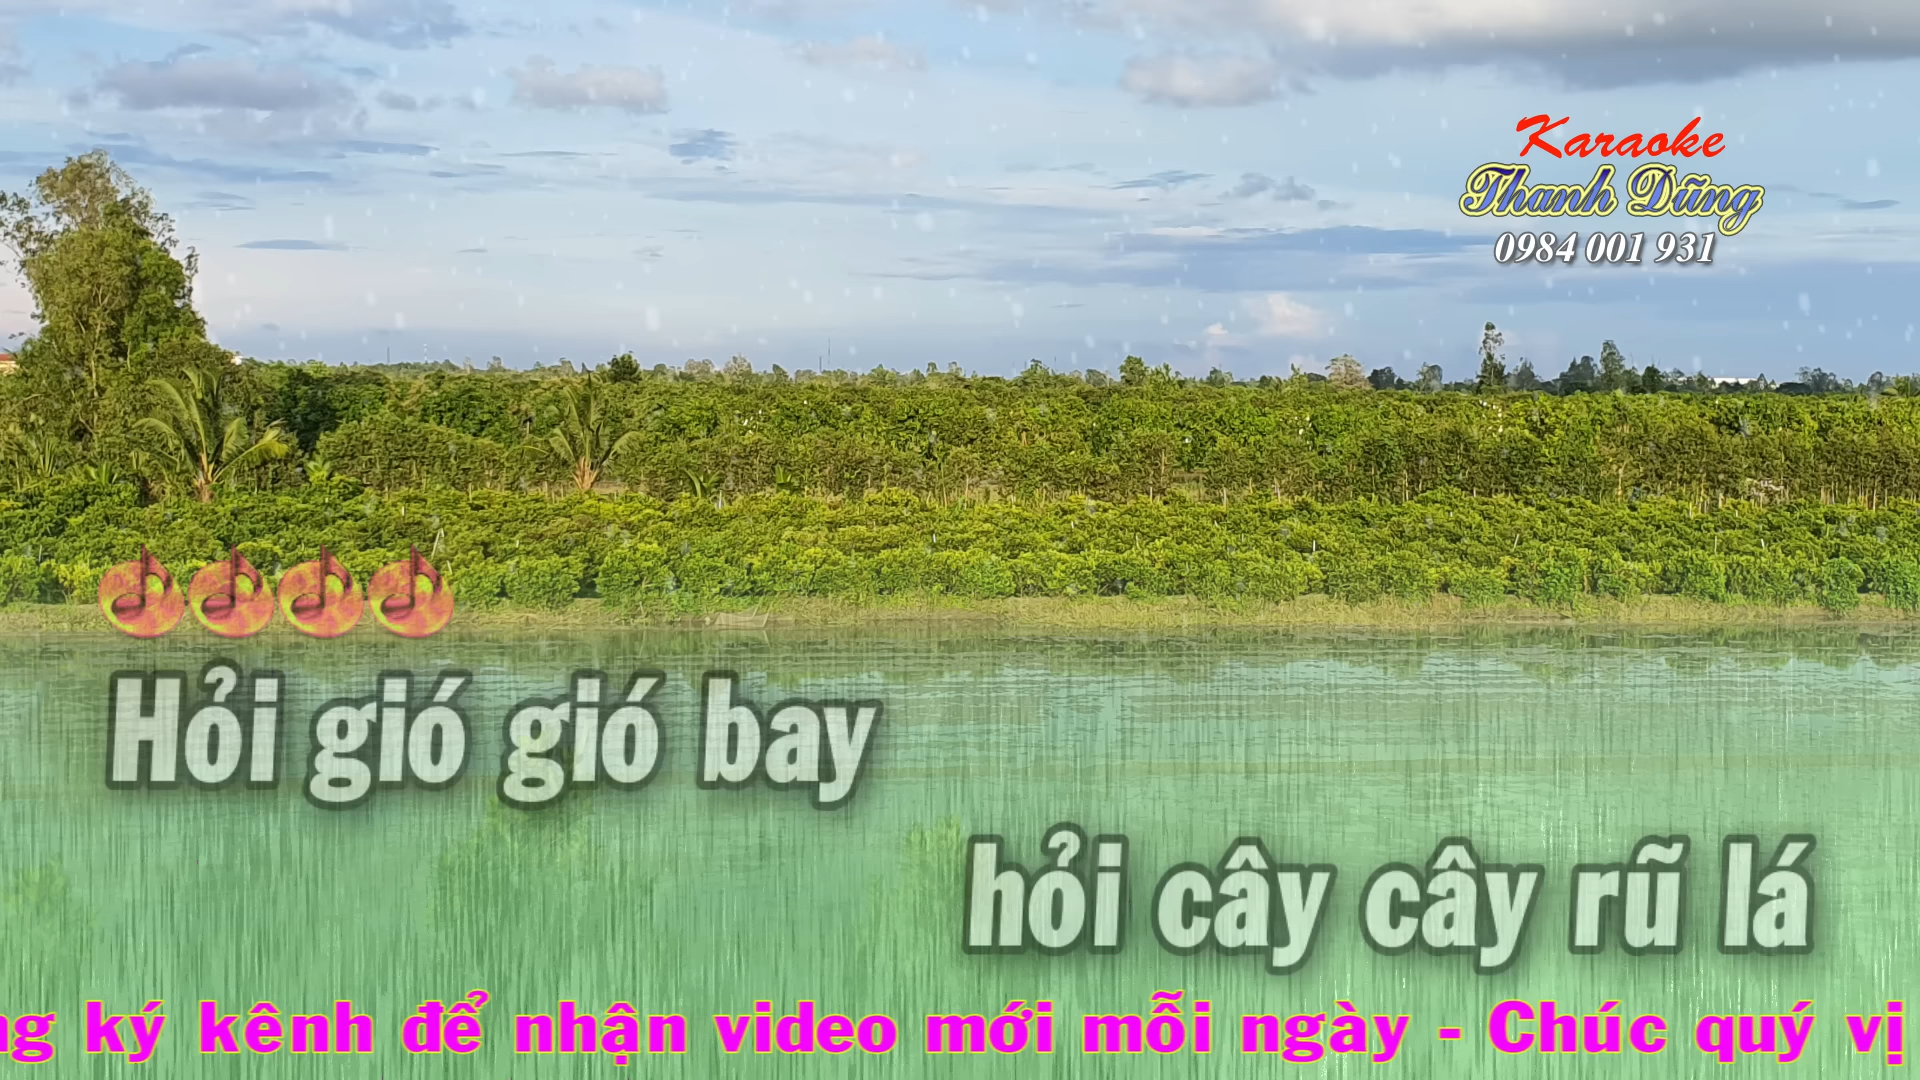 Karaoke
Thanh Dũng
0984 001 931
Hỏi gió gió bay
hỏi cây cây rũ lá
ng ký kênh để nhận video mới mỗi ngày - Chúc quý vị